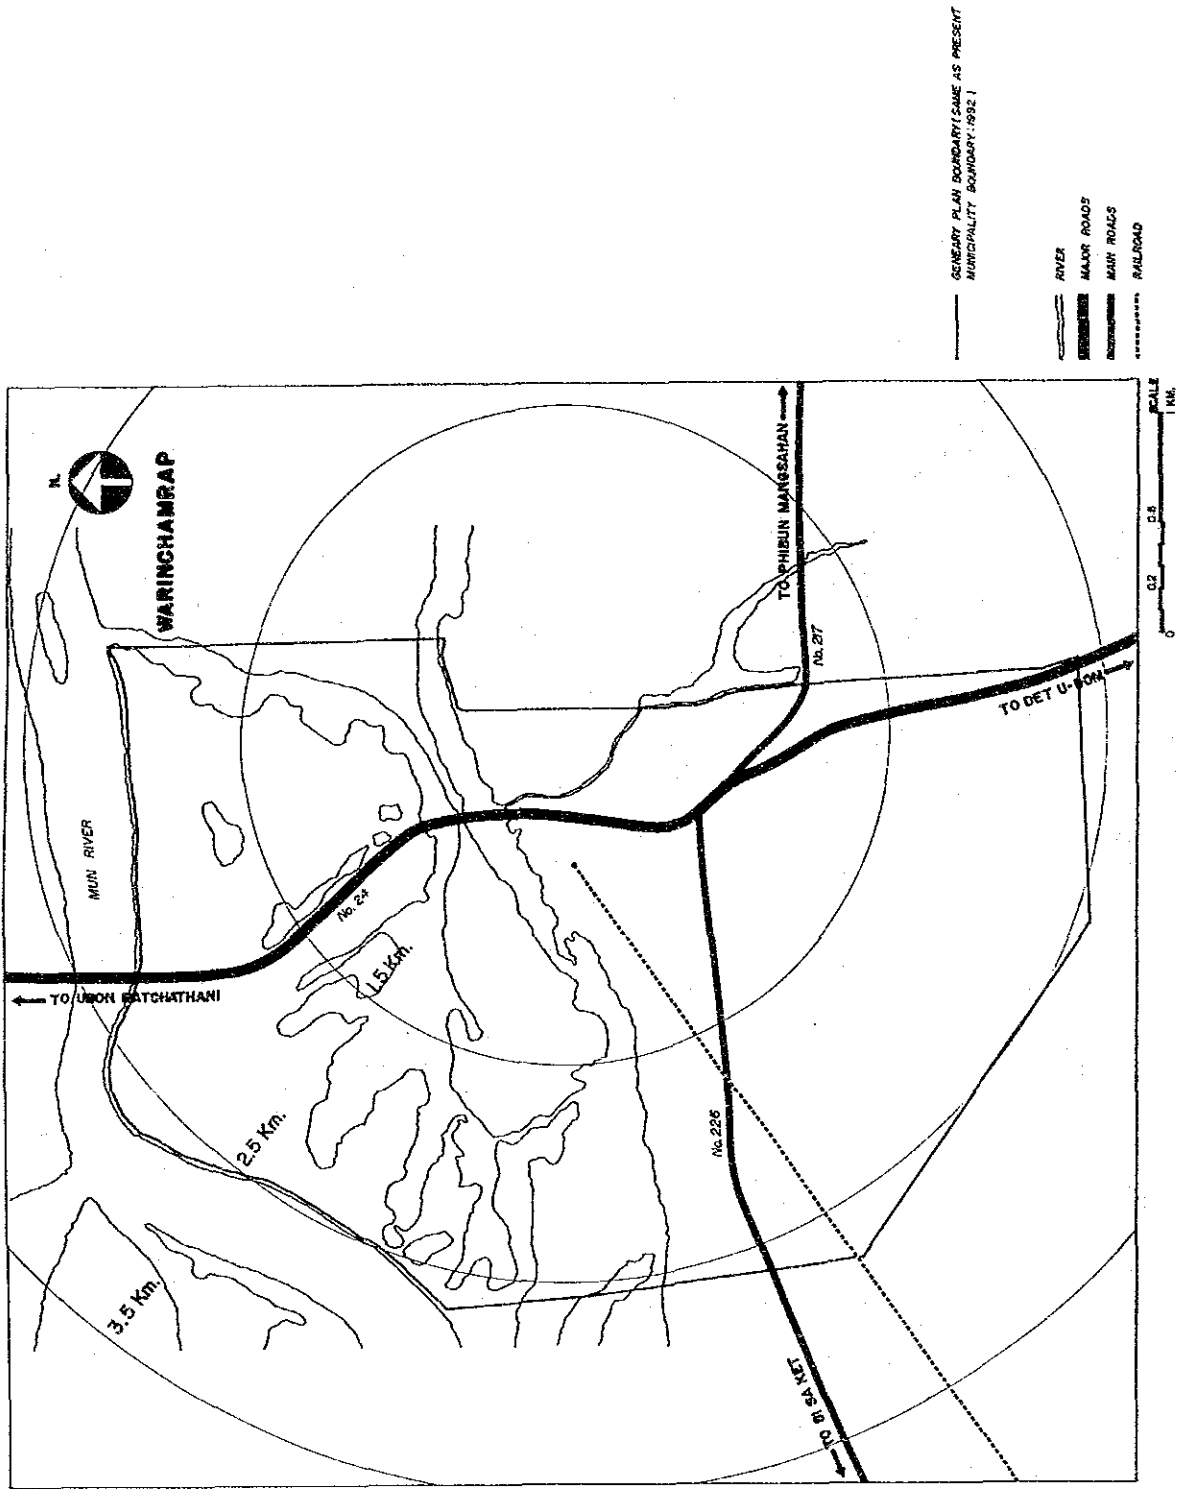 N.
WARINCHAMRAP
MUN RIVER
TO UBON RATCHATHANI
No. 24
1.5 Km.
2.5 Km.
3.5 Km.
TO PHIBUN MANGSAHAN
No. 217
TO DET U-DOM
No. 226
TO SI SA KET
GENEARY PLAN BOUNDARY (SAME AS PRESENT
MUNICIPALITY BOUNDARY:1992)
RIVER
MAJOR ROADS
MAIN ROADS
RAILROAD
SCALE
0 0.2 0.5 1 KM.